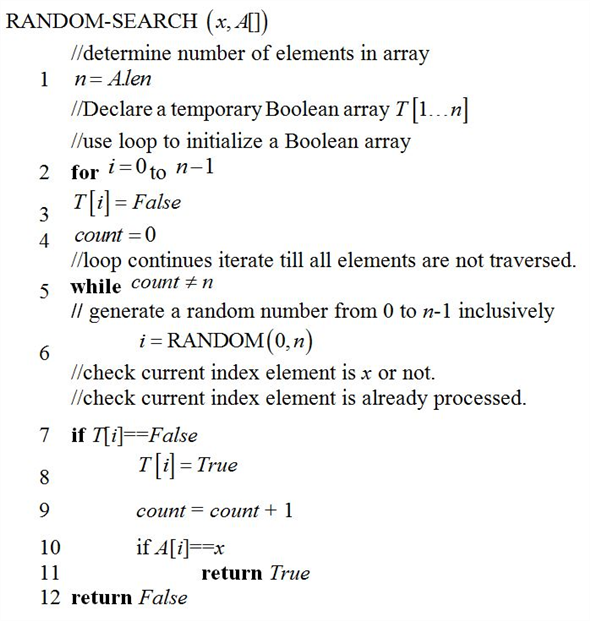 RANDOM-SEARCH (x, A[])
//determine number of elements in array
1 n= A.len
//Declare a temporary Boolean array T[1...n]
//use loop to initialize a Boolean array
2 for i=0 to n−1
3 T[i]= False
4 count =0
//loop continues iterate till all elements are not traversed.
5 while count ≠ n
// generate a random number from 0 to n-1 inclusively
6 i = RANDOM(0,n)
//check current index element is x or not.
//check current index element is already processed.
7 if T[i]==False
8 T[i]= True
9 count = count + 1
10 if A[i]==x
11 return True
12 return False